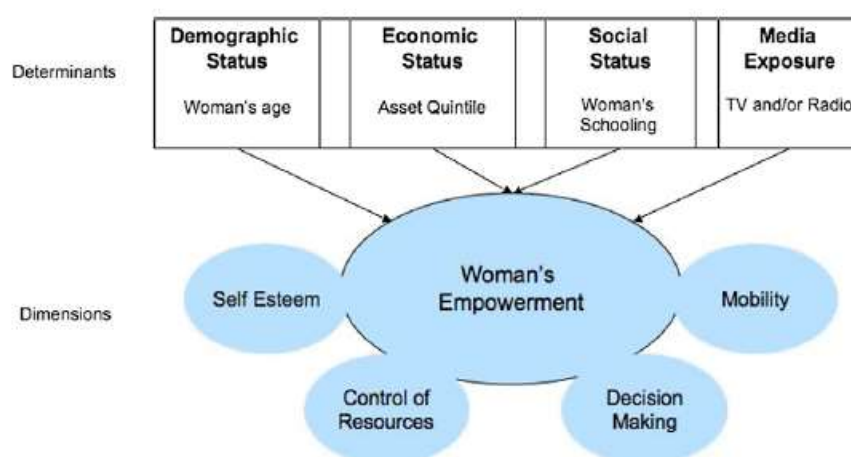 Determinants
Demographic
Status
Woman's age
Economic
Status
Asset Quintile
Social
Status
Woman's
Schooling
Media
Exposure
TV and/or Radio
Dimensions
Self Esteem
Woman's
Empowerment
Mobility
Control of
Resources
Decision
Making